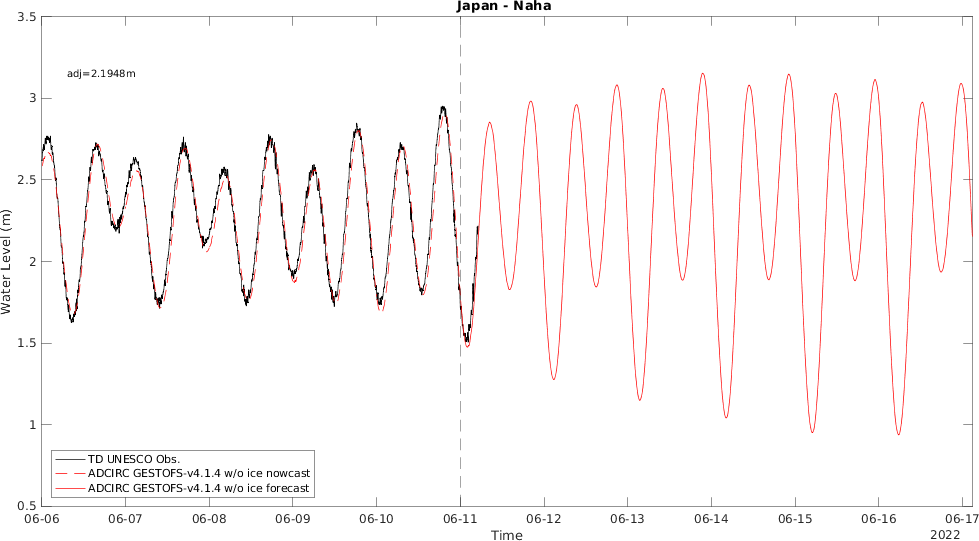 Japan - Naha
3.5
adj=2.1948m
3
2.5
2
1.5
1
0.5
Water Level (m)
TD UNESCO Obs.
ADCIRC GESTOFS-v4.1.4 w/o ice nowcast
ADCIRC GESTOFS-v4.1.4 w/o ice forecast
06-06 06-07 06-08 06-09 06-10 06-11 06-12 06-13 06-14 06-15 06-16 06-17
Time
2022